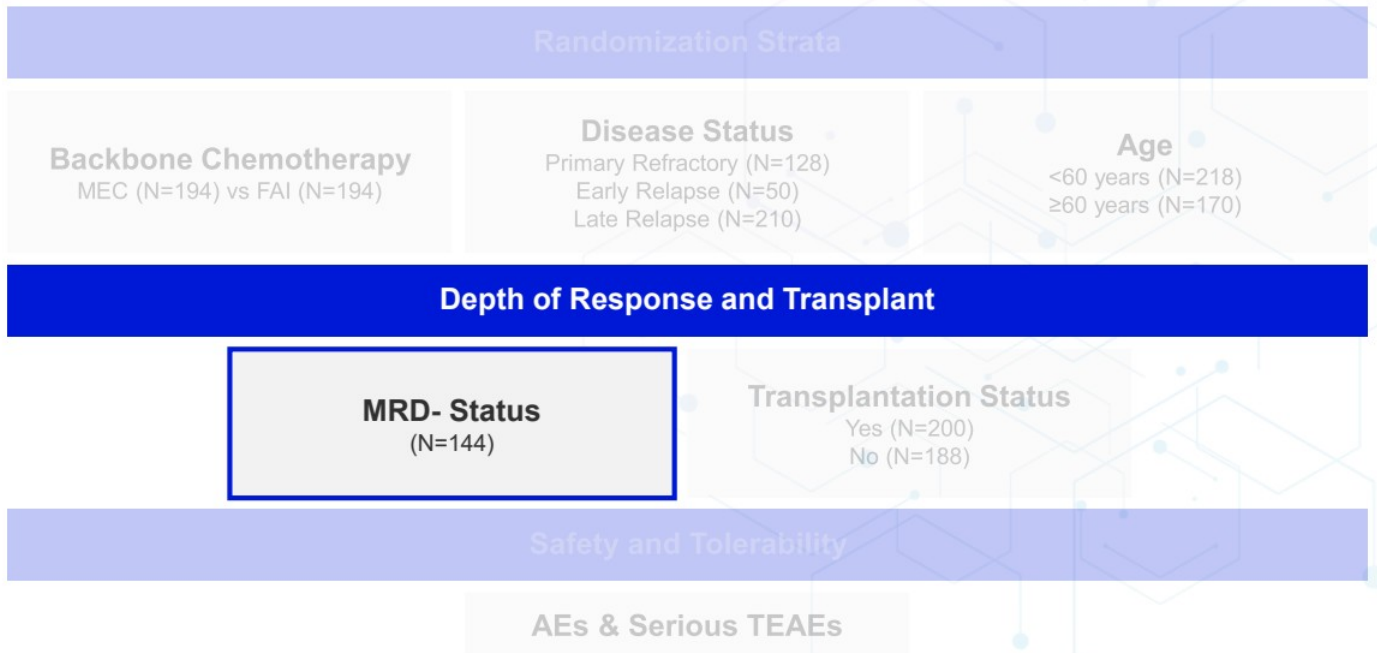 Randomization Strata
Backbone Chemotherapy
MEC (N=194) vs FAI (N=194)
Disease Status
Primary Refractory (N=128)
Early Relapse (N=50)
Late Relapse (N=210)
Age
<60 years (N=218)
≥60 years (N=170)
Depth of Response and Transplant
MRD- Status
(N=144)
Transplantation Status
Yes (N=200)
No (N=188)
Safety and Tolerability
AEs & Serious TEAEs